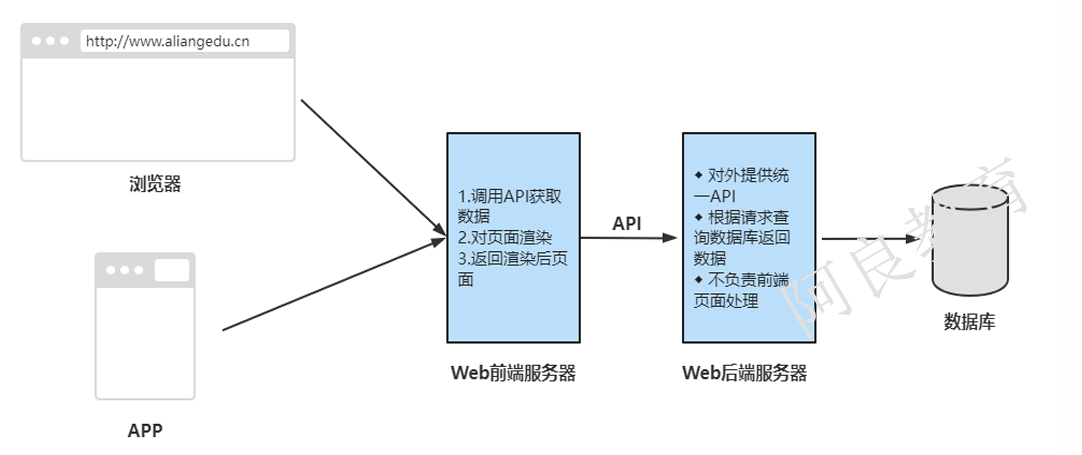 http://www.aliangedu.cn
浏览器
APP
1.调用API获取
数据
2.对页面渲染
3.返回渲染后页
面
Web前端服务器
API
◆ 对外提供统
一API
◆ 根据请求查
询数据库返回
数据
◆ 不负责前端
页面处理
Web后端服务器
数据库
阿良教育